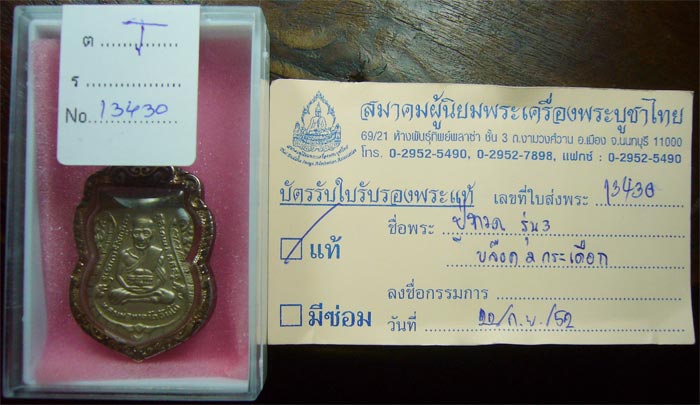 ต
ร
No. 13430
สมาคมผู้นิยมพระเครื่องพระบูชาไทย
69/21 ห้างพันธุ์ทิพย์พลาซ่า ชั้น 3 ถ.งามวงศ์วาน อ.เมือง จ.นนทบุรี 11000
โทร. 0-2952-5490, 0-2952-7898, แฟกซ์ : 0-2952-5490
บัตรรับใบรับรองพระแท้ เลขที่ใบส่งพระ 13430
ชื่อพระ ปู่ทวด รุ่น 3
แท้
ลงชื่อกรรมการ
มีซ่อม
วันที่ 22/ก.ย./52